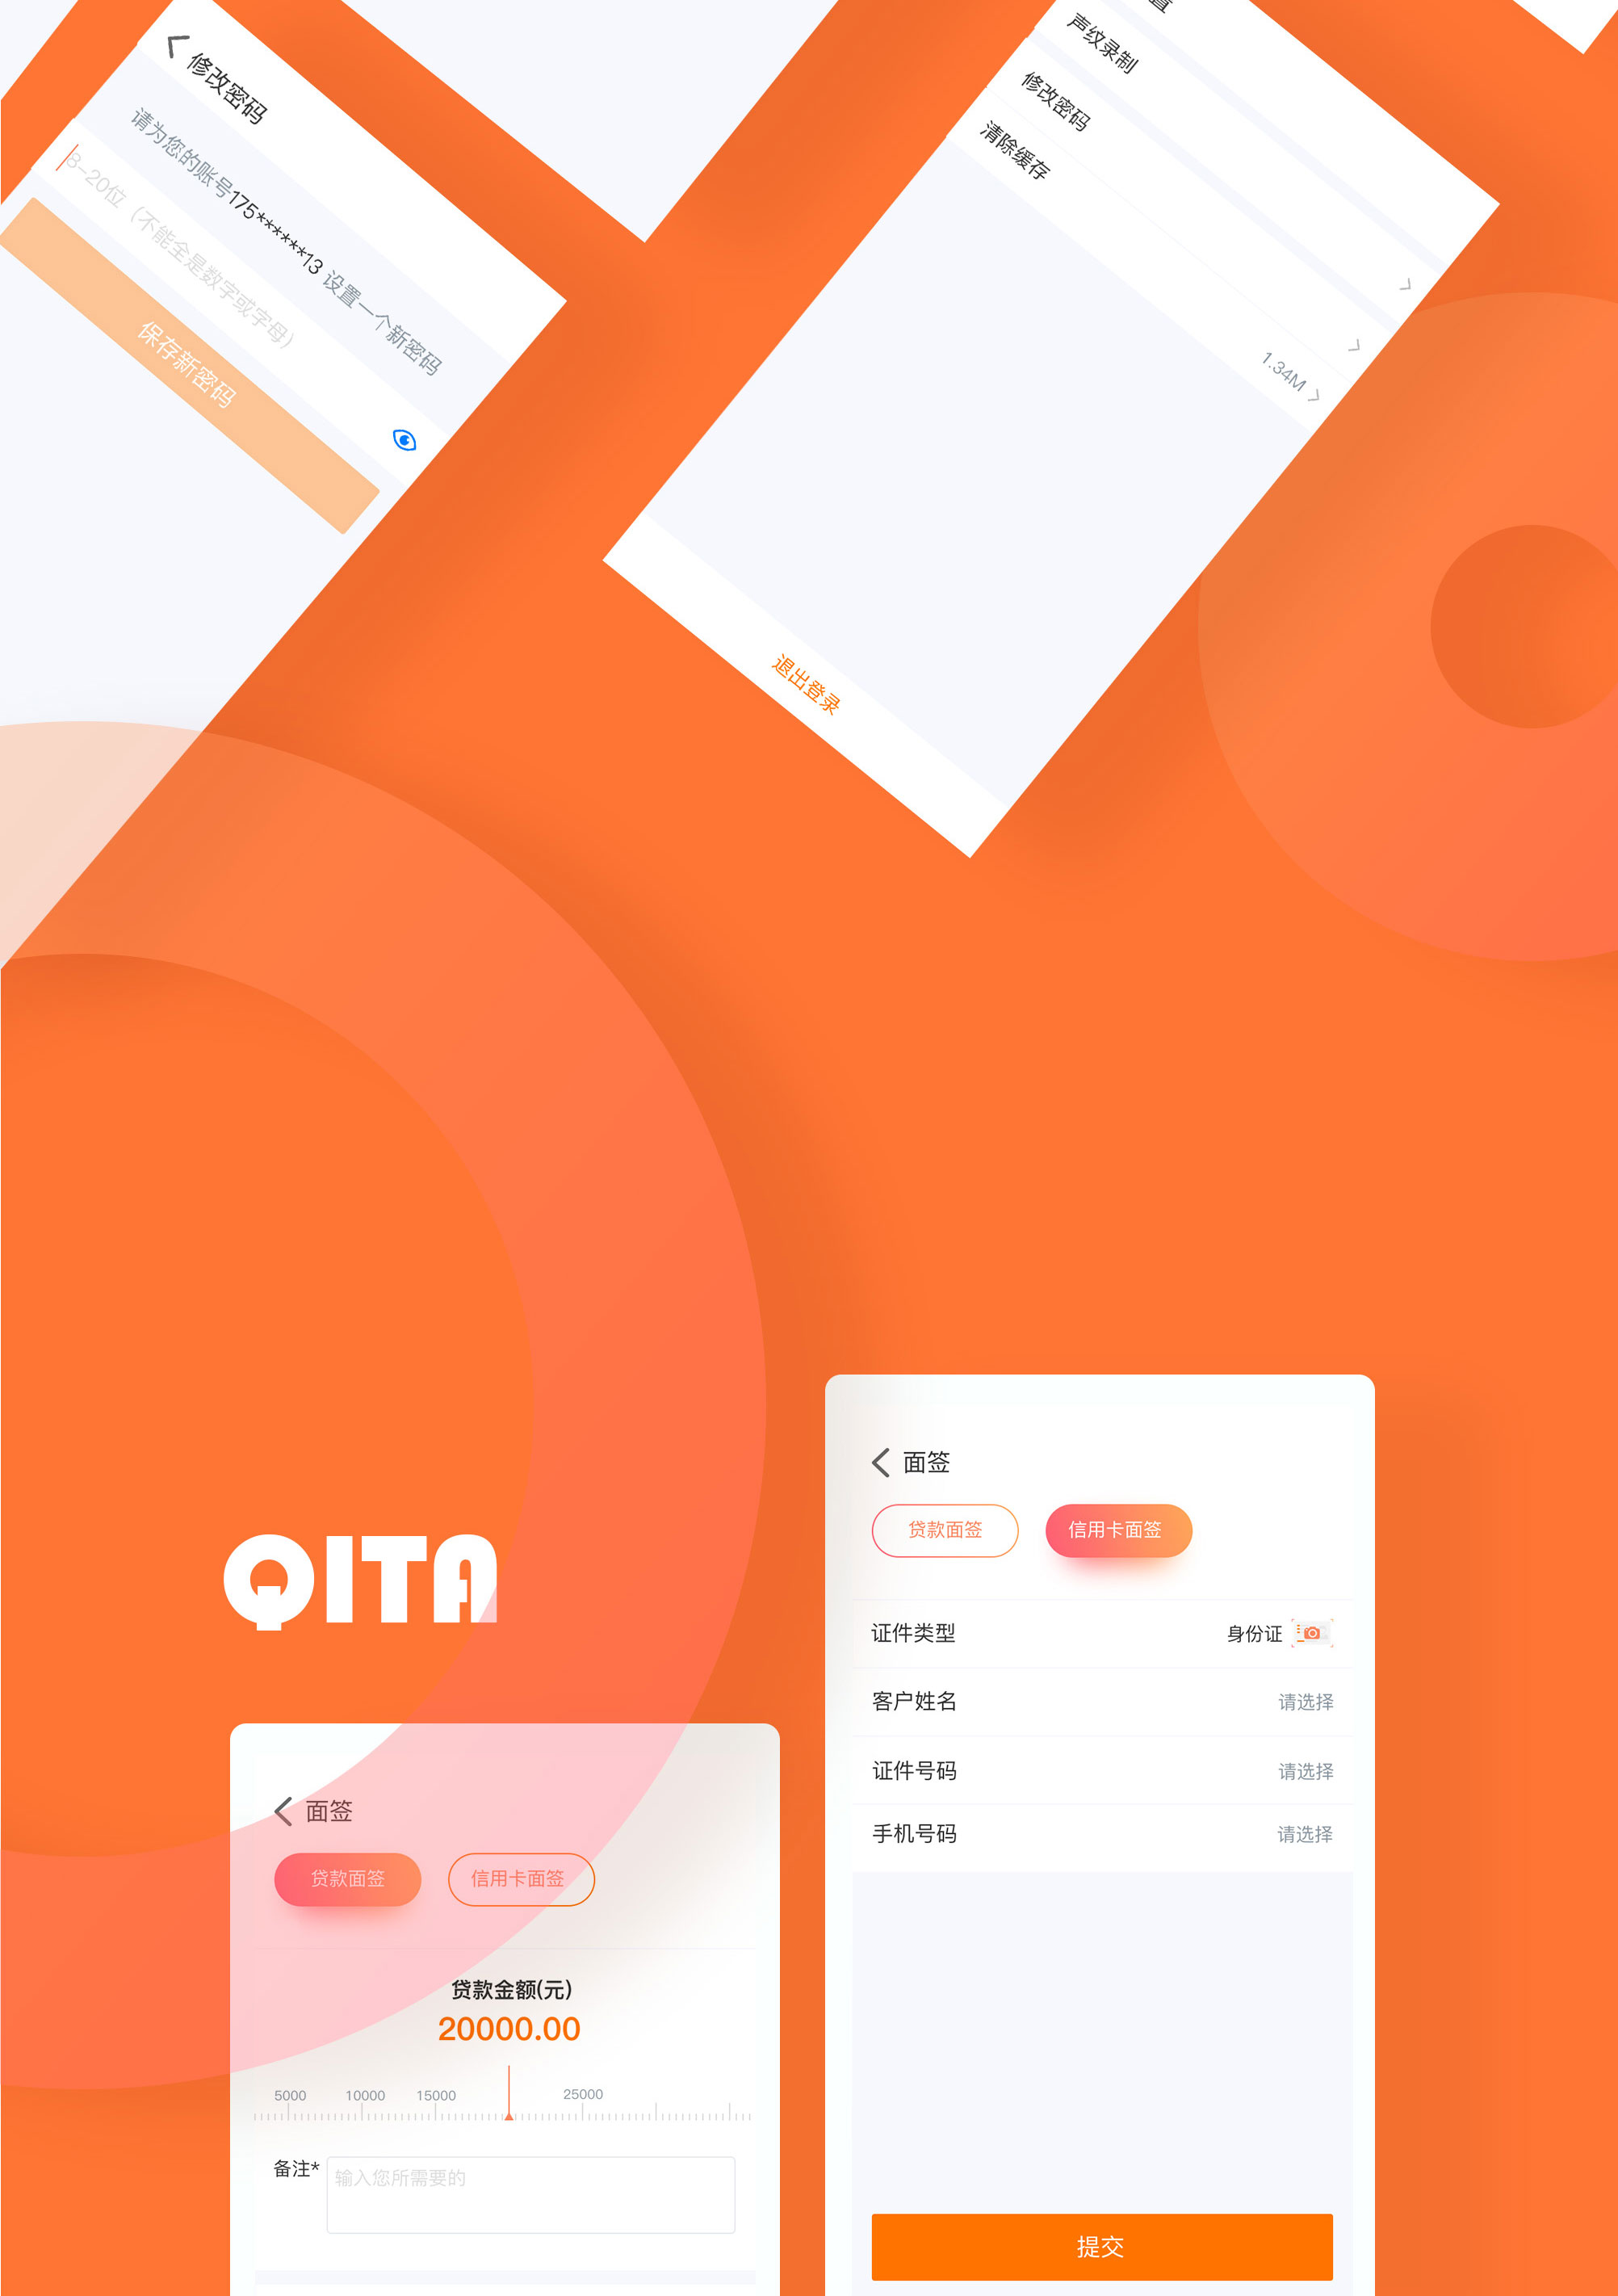 修改密码
请为您的账号175******13 设置一个新密码
8-20位（不能全是数字或字母）
保存新密码
置
声纹录制
修改密码
清除缓存
1.34M
退出登录
QITA
面签
贷款面签
信用卡面签
证件类型
身份证
客户姓名
请选择
证件号码
请选择
手机号码
请选择
提交
面签
贷款面签
信用卡面签
贷款金额(元)
20000.00
5000 10000 15000 25000
备注*
输入您所需要的